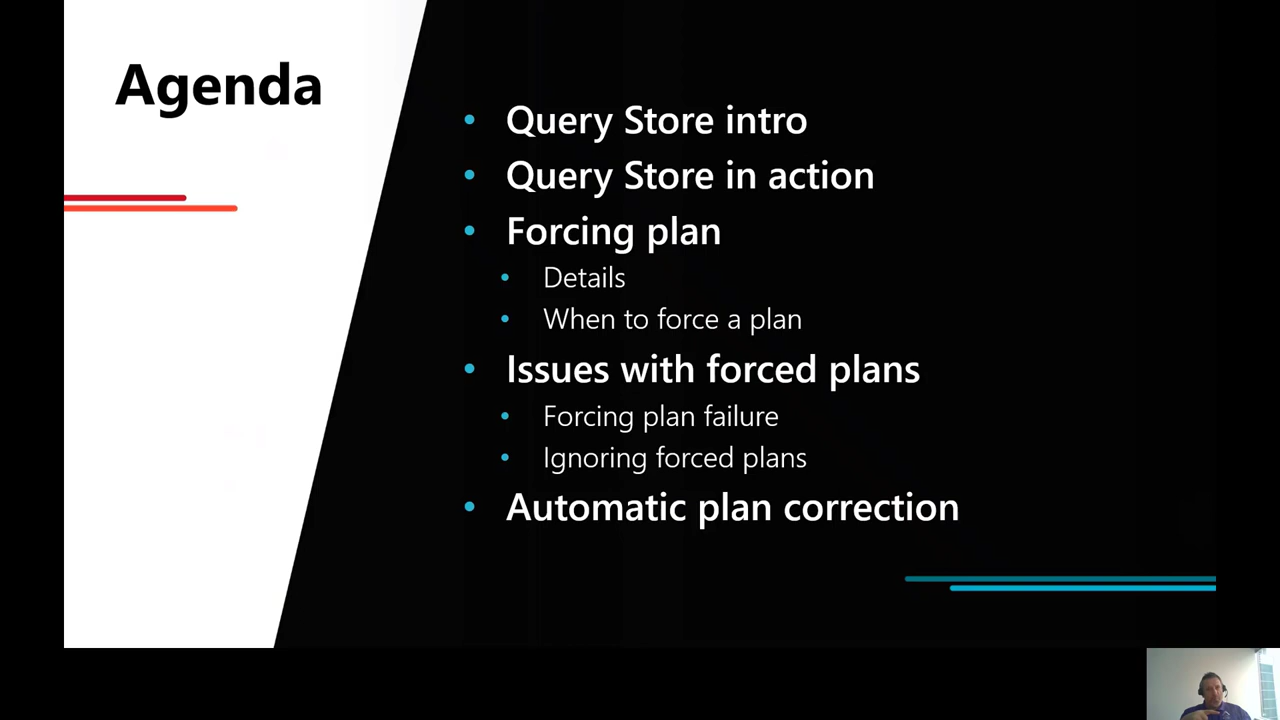 Agenda
Query Store intro
Query Store in action
Forcing plan
Details
When to force a plan
Issues with forced plans
Forcing plan failure
Ignoring forced plans
Automatic plan correction